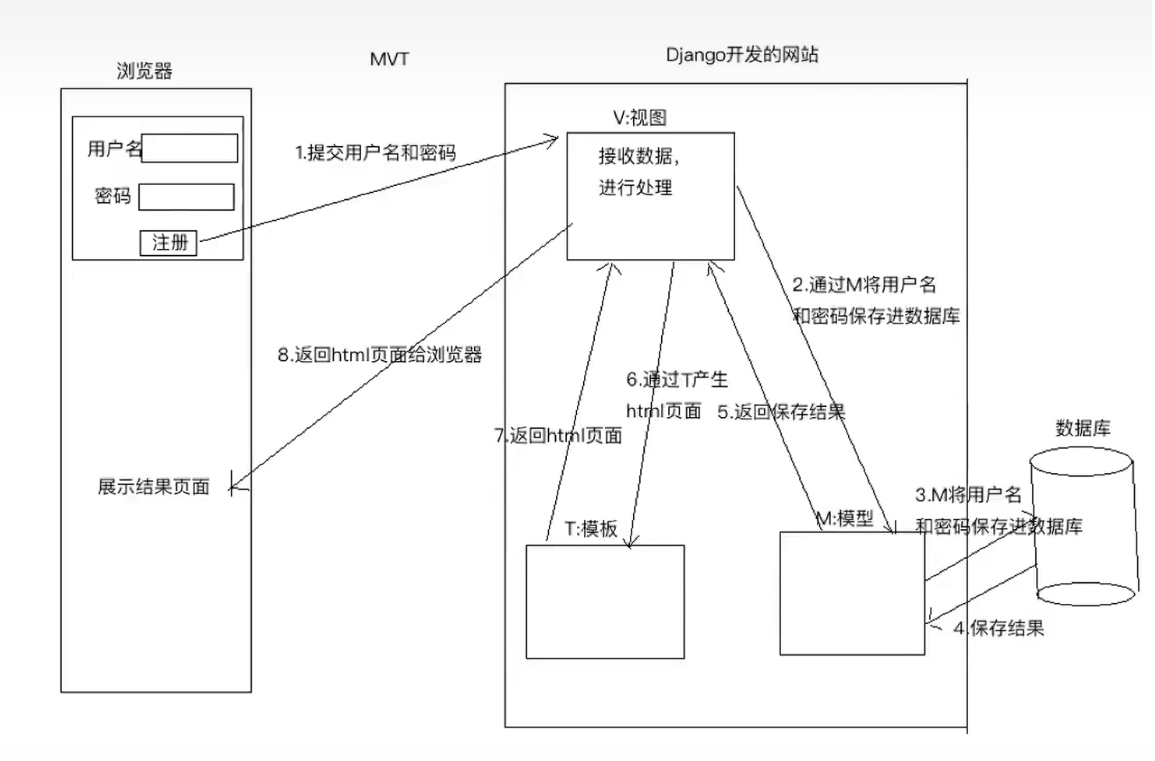 MVT
Django开发的网站
浏览器
用户名
密码
注册
1.提交用户名和密码
V:视图
接收数据,
进行处理
2.通过M将用户名
和密码保存进数据库
8.返回html页面给浏览器
6.通过T产生
html页面
5.返回保存结果
7.返回html页面
数据库
展示结果页面
3.M将用户名
和密码保存进数据库
M:模型
T:模板
4.保存结果